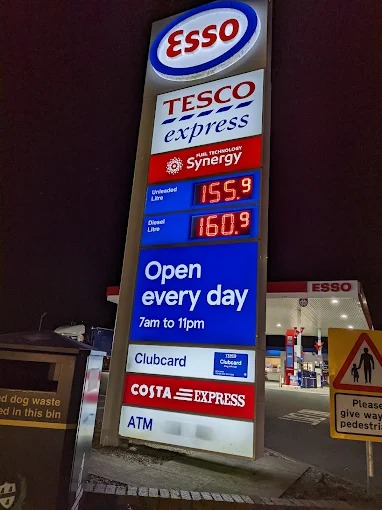 Esso
TESCO
express
FUEL TECHNOLOGY
Synergy
Unleaded
Litre
155.9
Diesel
Litre
160.9
Open
every day
7am to 11pm
Clubcard
TESCO
Clubcard
COSTA EXPRESS
ATM
ESSO
d dog waste
ed in this bin
Please
give way
pedestri